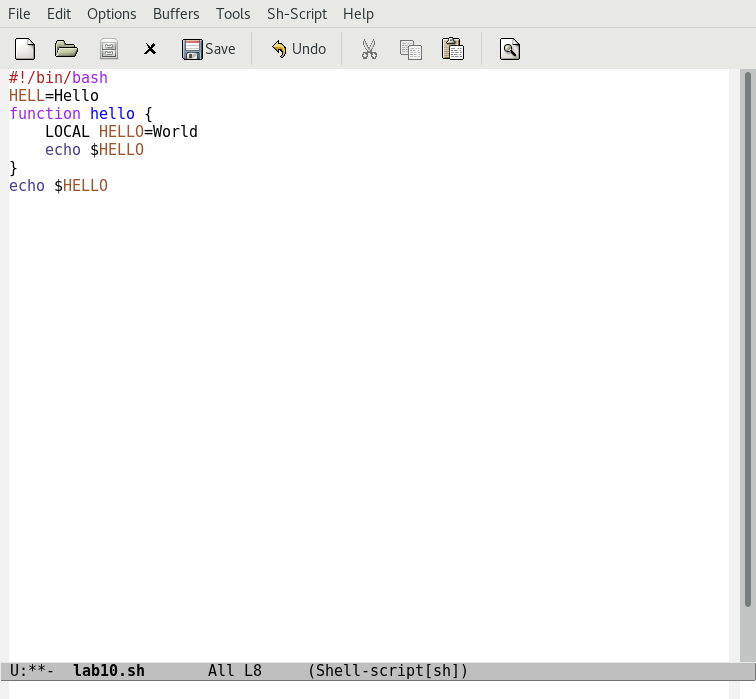 File Edit Options Buffers Tools Sh-Script Help
Save Undo
#!/bin/bash
HELL=Hello
function hello {
    LOCAL HELLO=World
    echo $HELLO
}
echo $HELLO
U:**-  lab10.sh       All L8     (Shell-script[sh])